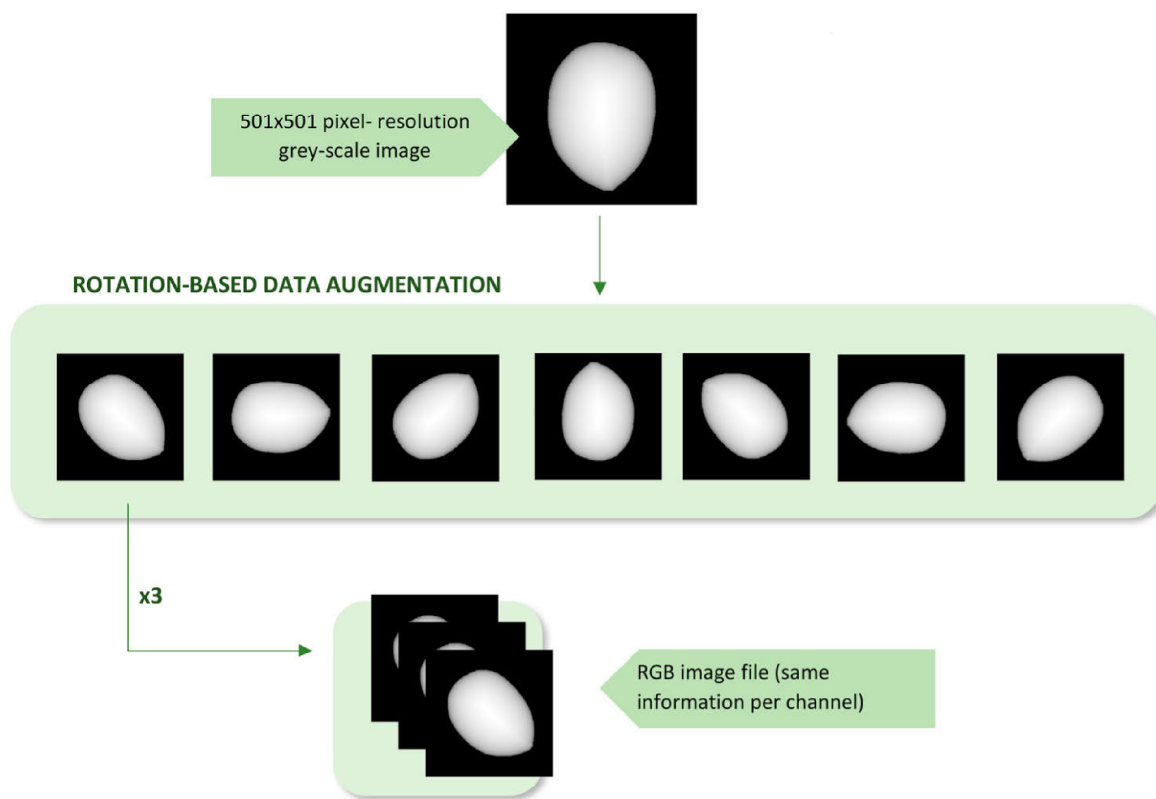 501x501 pixel- resolution
grey-scale image
ROTATION-BASED DATA AUGMENTATION
x3
RGB image file (same
information per channel)